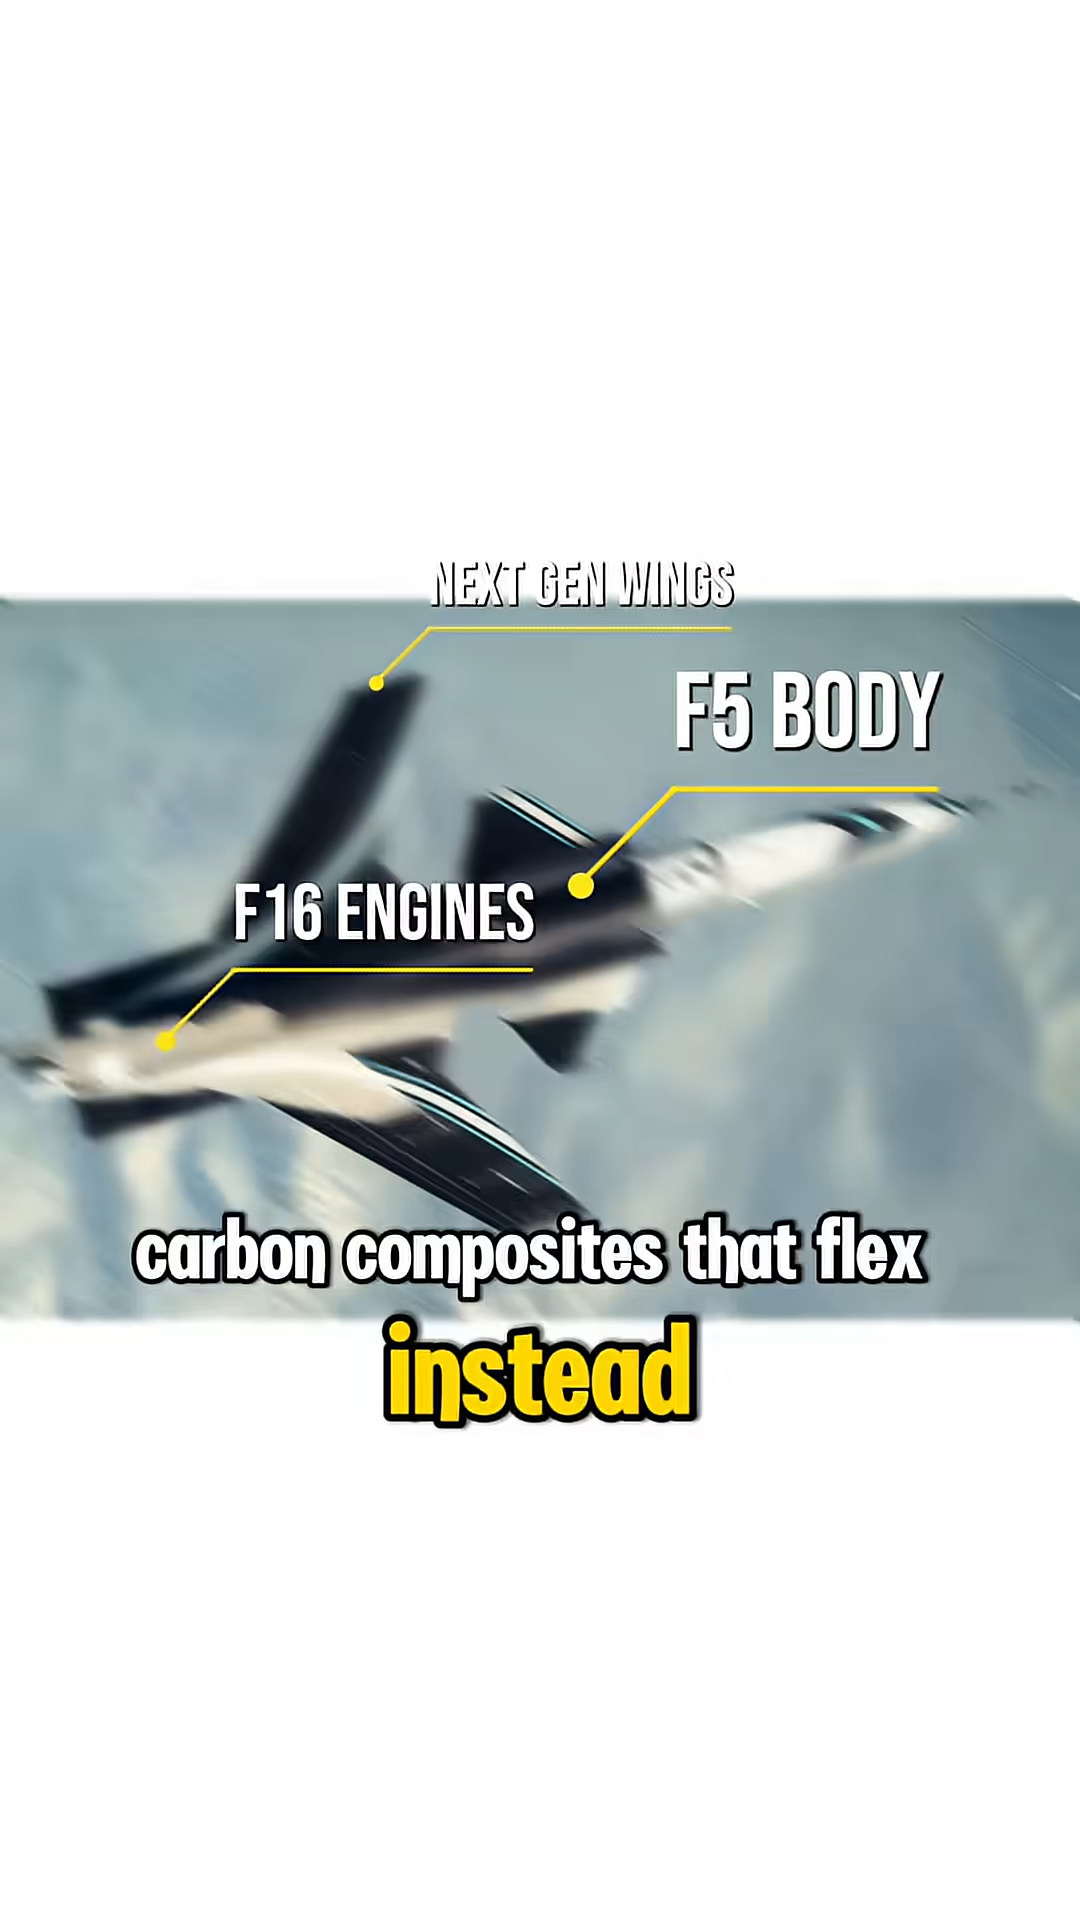 NEXT GEN WINGS
F5 BODY
F16 ENGINES
carbon composites that flex
instead